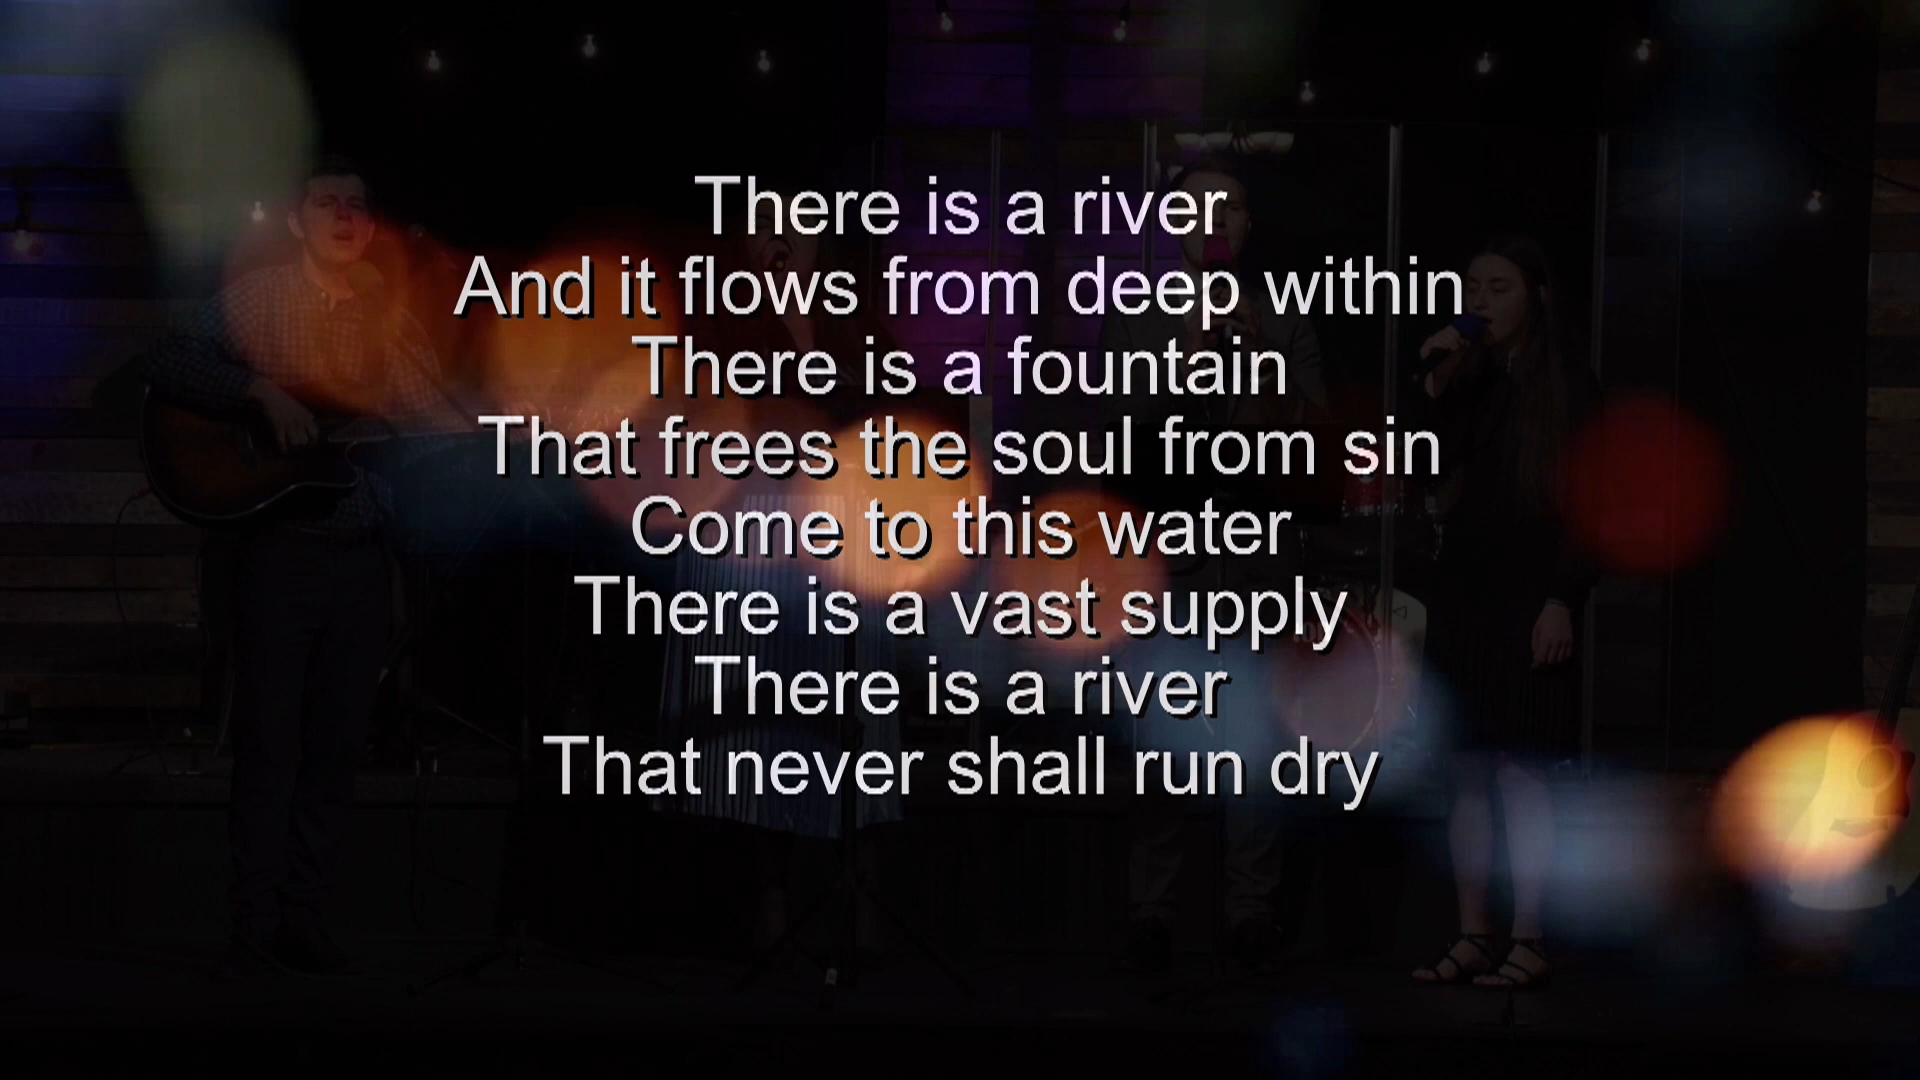 There is a river
And it flows from deep within
There is a fountain
That frees the soul from sin
Come to this water
There is a vast supply
There is a river
That never shall run dry